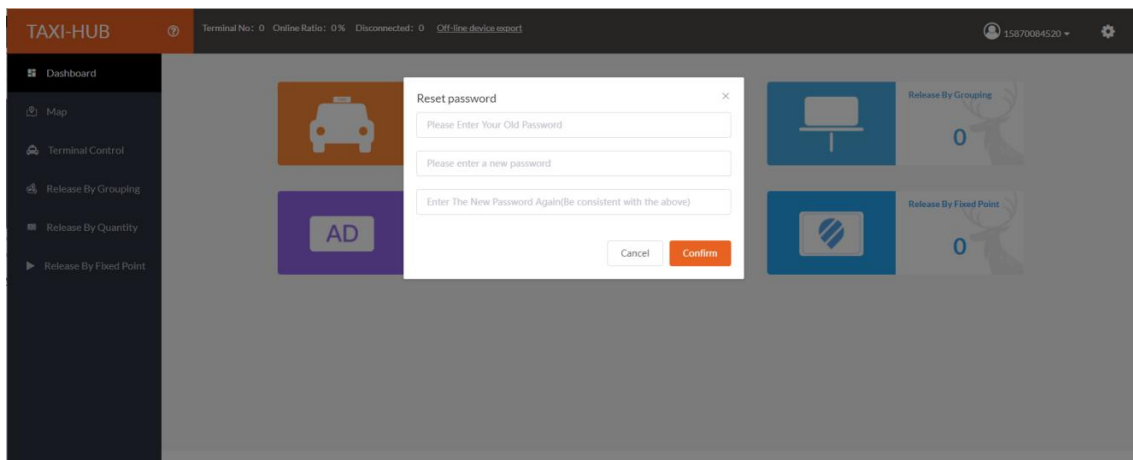 TAXI-HUB
Terminal No: 0 Online Ratio: 0% Disconnected: 0 Off-line device export
15870084520
Dashboard
Map
Terminal Control
Release By Grouping
Release By Quantity
Release By Fixed Point
Reset password
Please Enter Your Old Password
Please enter a new password
Enter The New Password Again(Be consistent with the above)
Cancel
Confirm
TAXI
AD
Release By Grouping
0
Release By Fixed Point
0